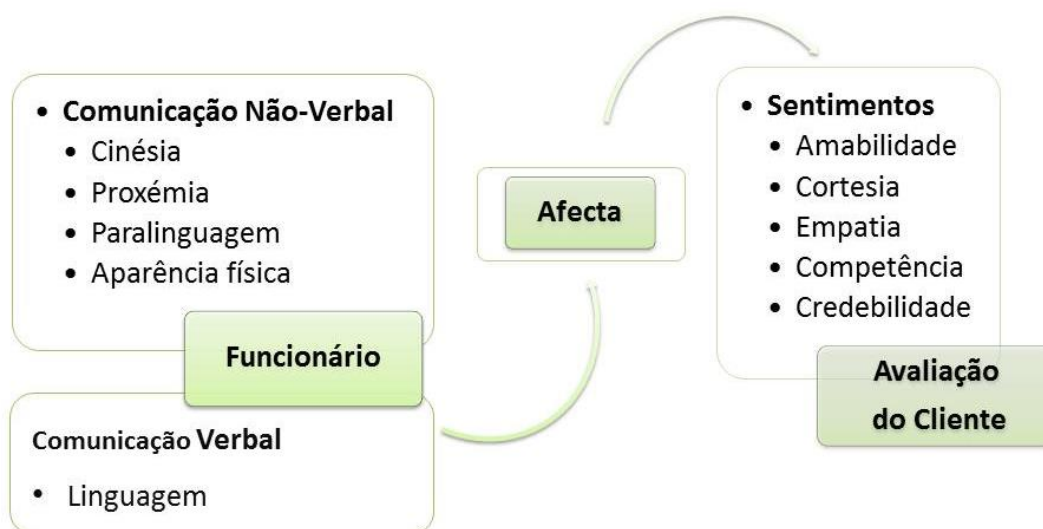 • Comunicação Não-Verbal
• Cinésia
• Proxémia
• Paralinguagem
• Aparência física
Funcionário
Comunicação Verbal
• Linguagem
Afecta
• Sentimentos
• Amabilidade
• Cortesia
• Empatia
• Competência
• Credebilidade
Avaliação
do Cliente